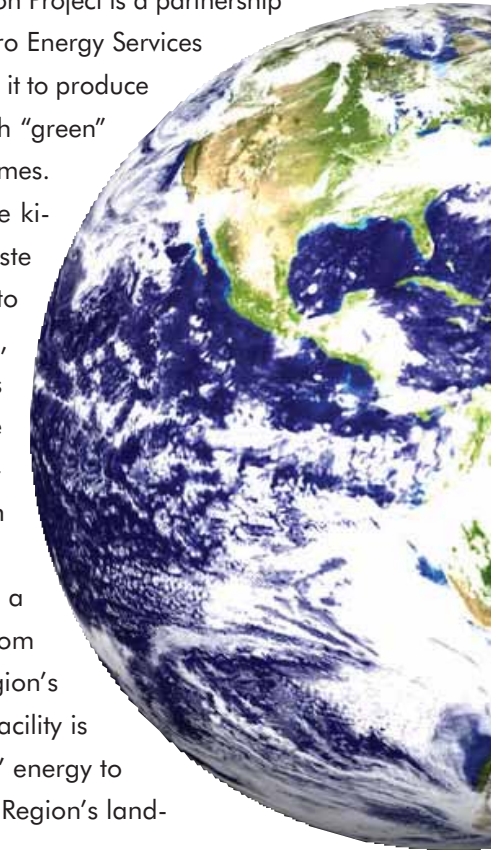 on Project is a partnership
ro Energy Services
it to produce
h “green”
mes.
e ki-
ste
to
,
s
e
-
n
a
om
gion’s
acility is
” energy to
Region’s land-